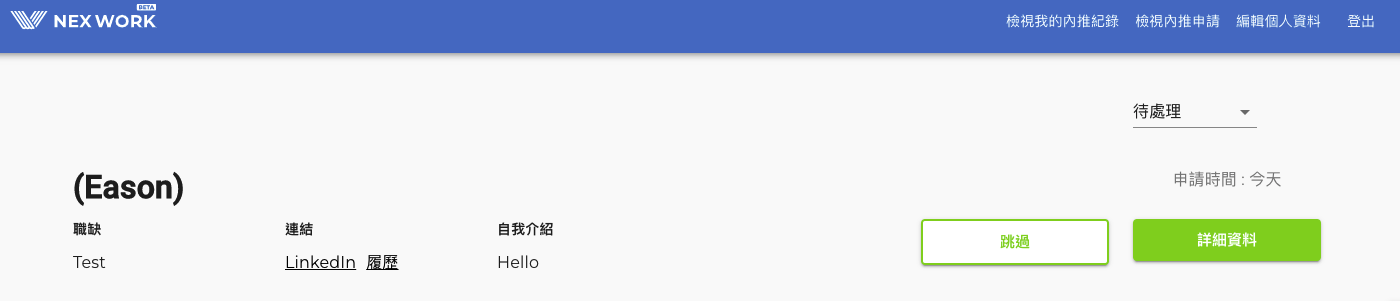 NEX WORK BETA
檢視我的內推紀錄 檢視內推申請 編輯個人資料 登出
待處理
(Eason)
申請時間 : 今天
職缺 連結 自我介紹
跳過 詳細資料
Test LinkedIn 履歷 Hello